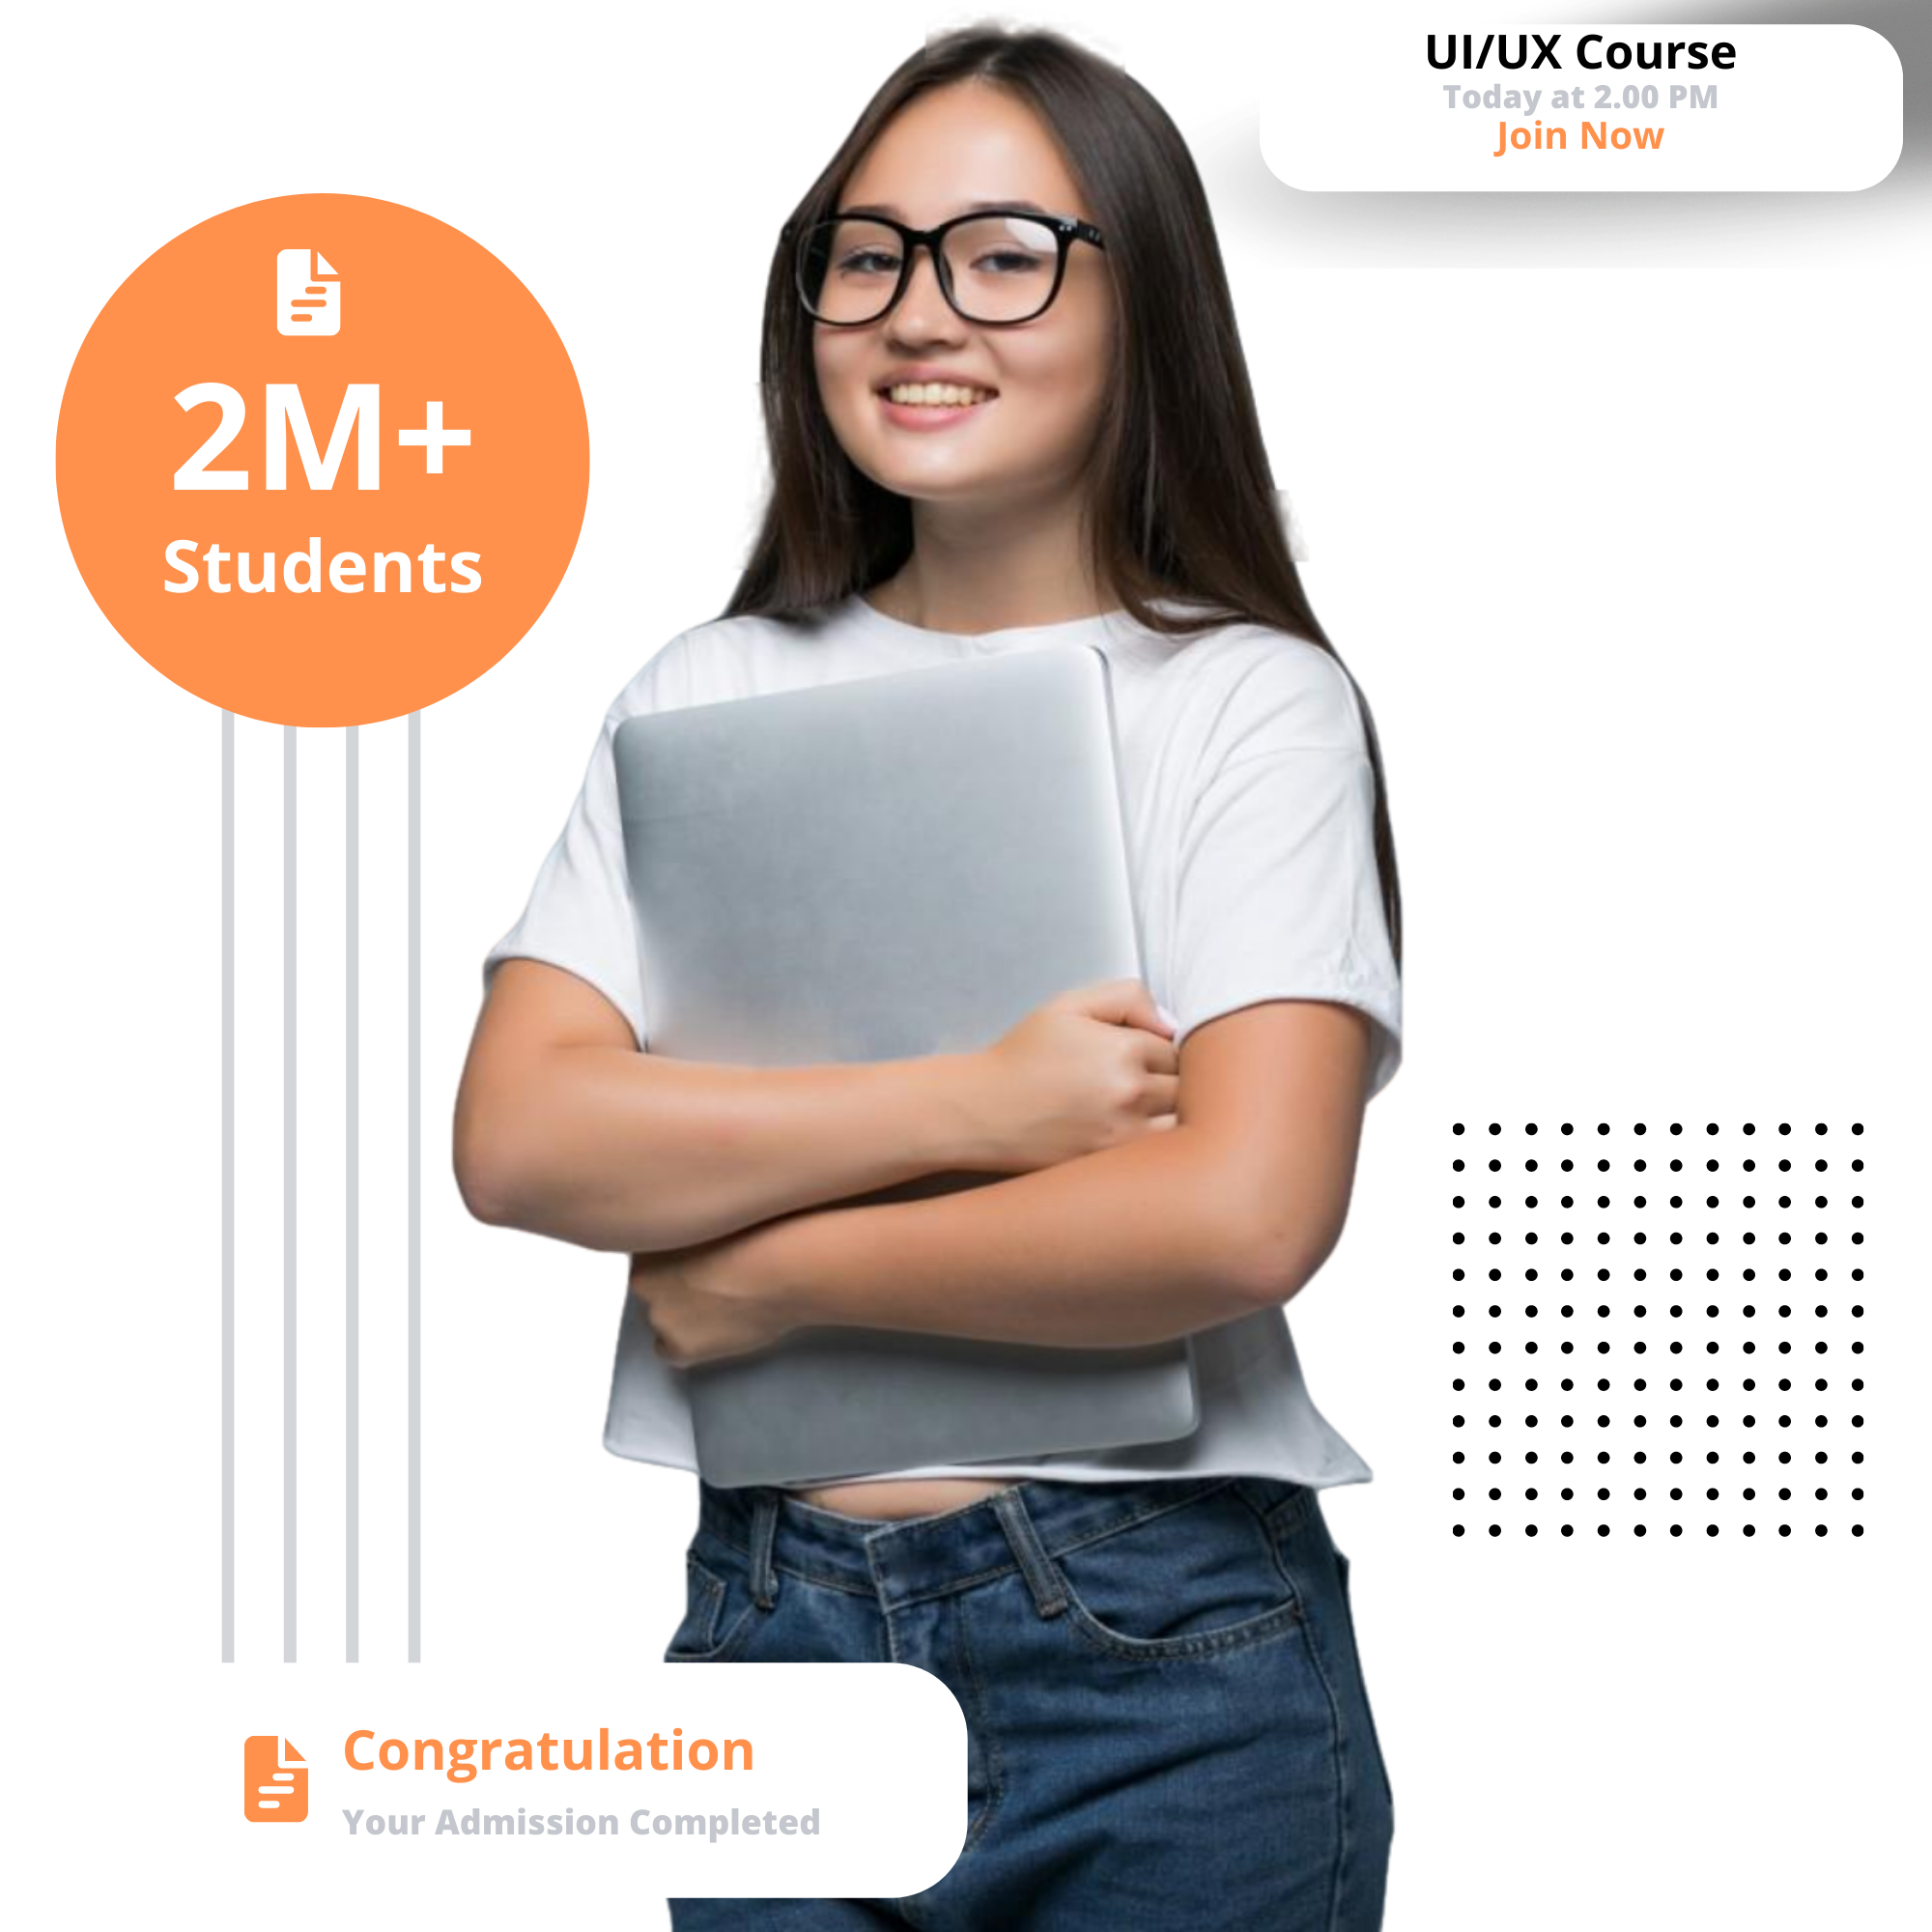 UI/UX Course
Today at 2.00 PM
Join Now
2M+
Students
Congratulation
Your Admission Completed